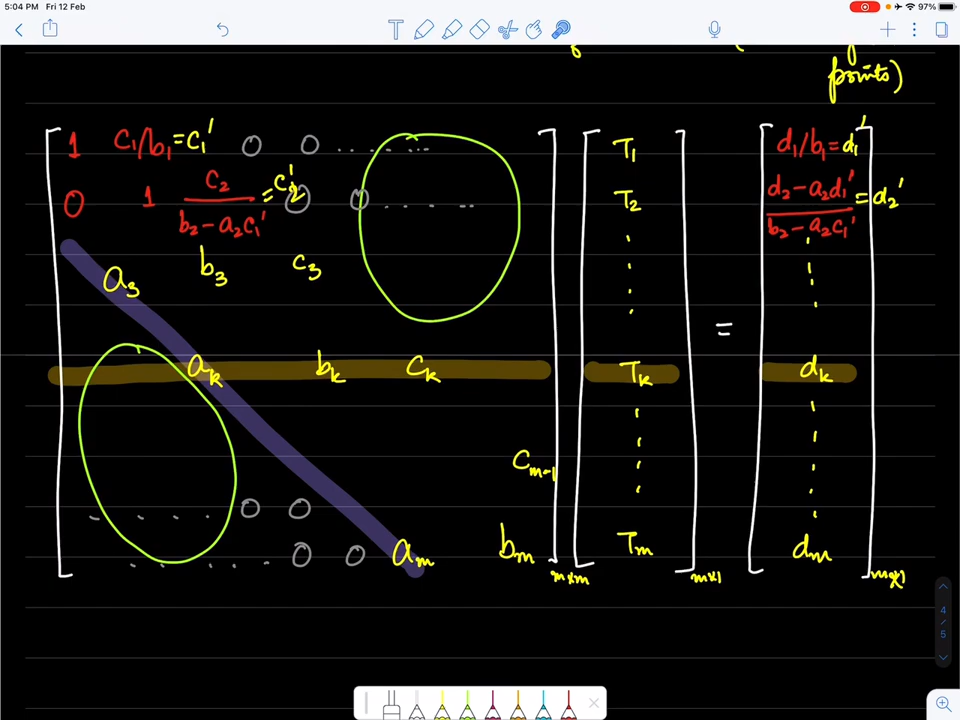 5:04 PM Fri 12 Feb 97%
points)
1 c₁/b₁ = c₁′ 0 0 ..... T₁ d₁/b₁ = d₁′
0 1 c₂/(b₂ - a₂c₁′) = c₂′ 0 0 ..... T₂ (d₂ - a₂d₁′)/(b₂ - a₂c₁′) = d₂′
a₃ b₃ c₃
=
aₖ bₖ cₖ Tₖ dₖ
cₘ₋₁
.... 0 0
..... 0 0 aₘ bₘ Tₘ dₘ
m×m m×1 m×1
4
/
5